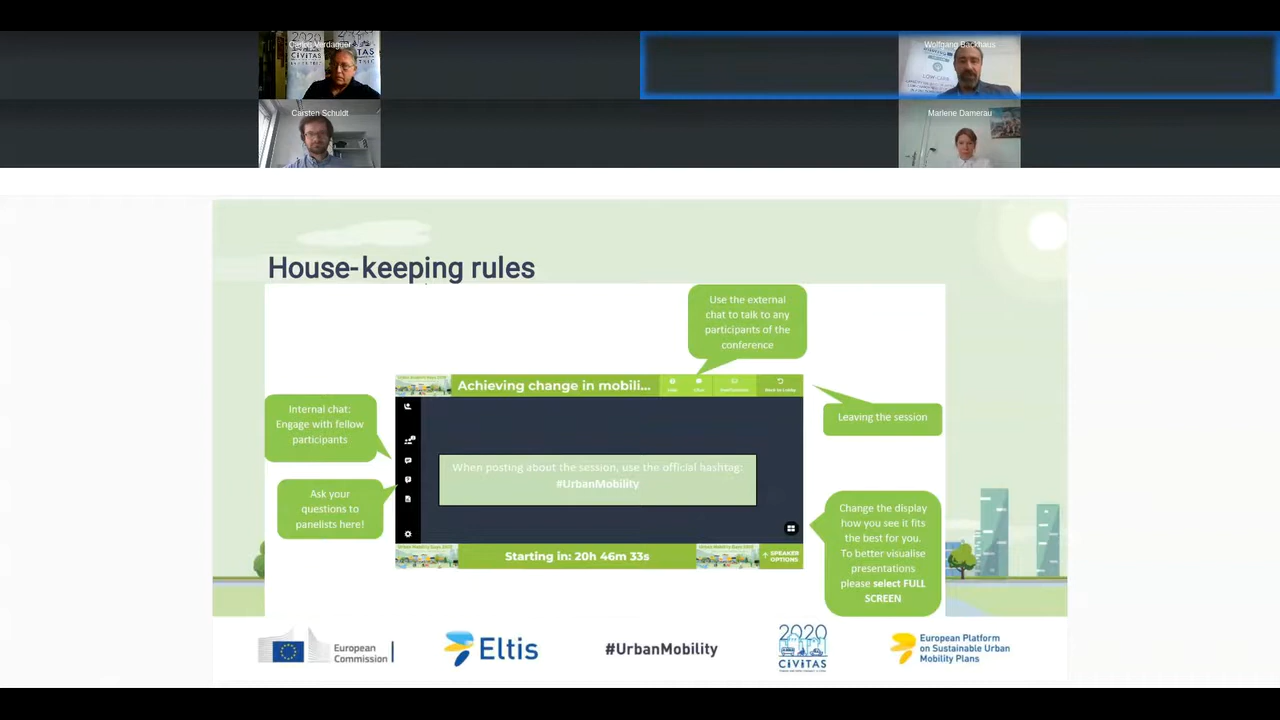 Carlos Verdaguer
Wolfgang Backhaus
Carsten Schuldt
Marlene Damerau
House-keeping rules
Use the external
chat to talk to any
participants of the
conference
Achieving change in mobili...
Leaving the session
Internal chat:
Engage with fellow
participants
When posting about the session, use the official hashtag:
#UrbanMobility
Ask your
questions to
panelists here!
Change the display
how you see it fits
the best for you.
To better visualise
presentations
please select FULL
SCREEN
Starting in: 20h 46m 33s
SPEAKER
OPTIONS
European
Commission
Eltis
#UrbanMobility
2020
CIVITAS
European Platform
on Sustainable Urban
Mobility Plans